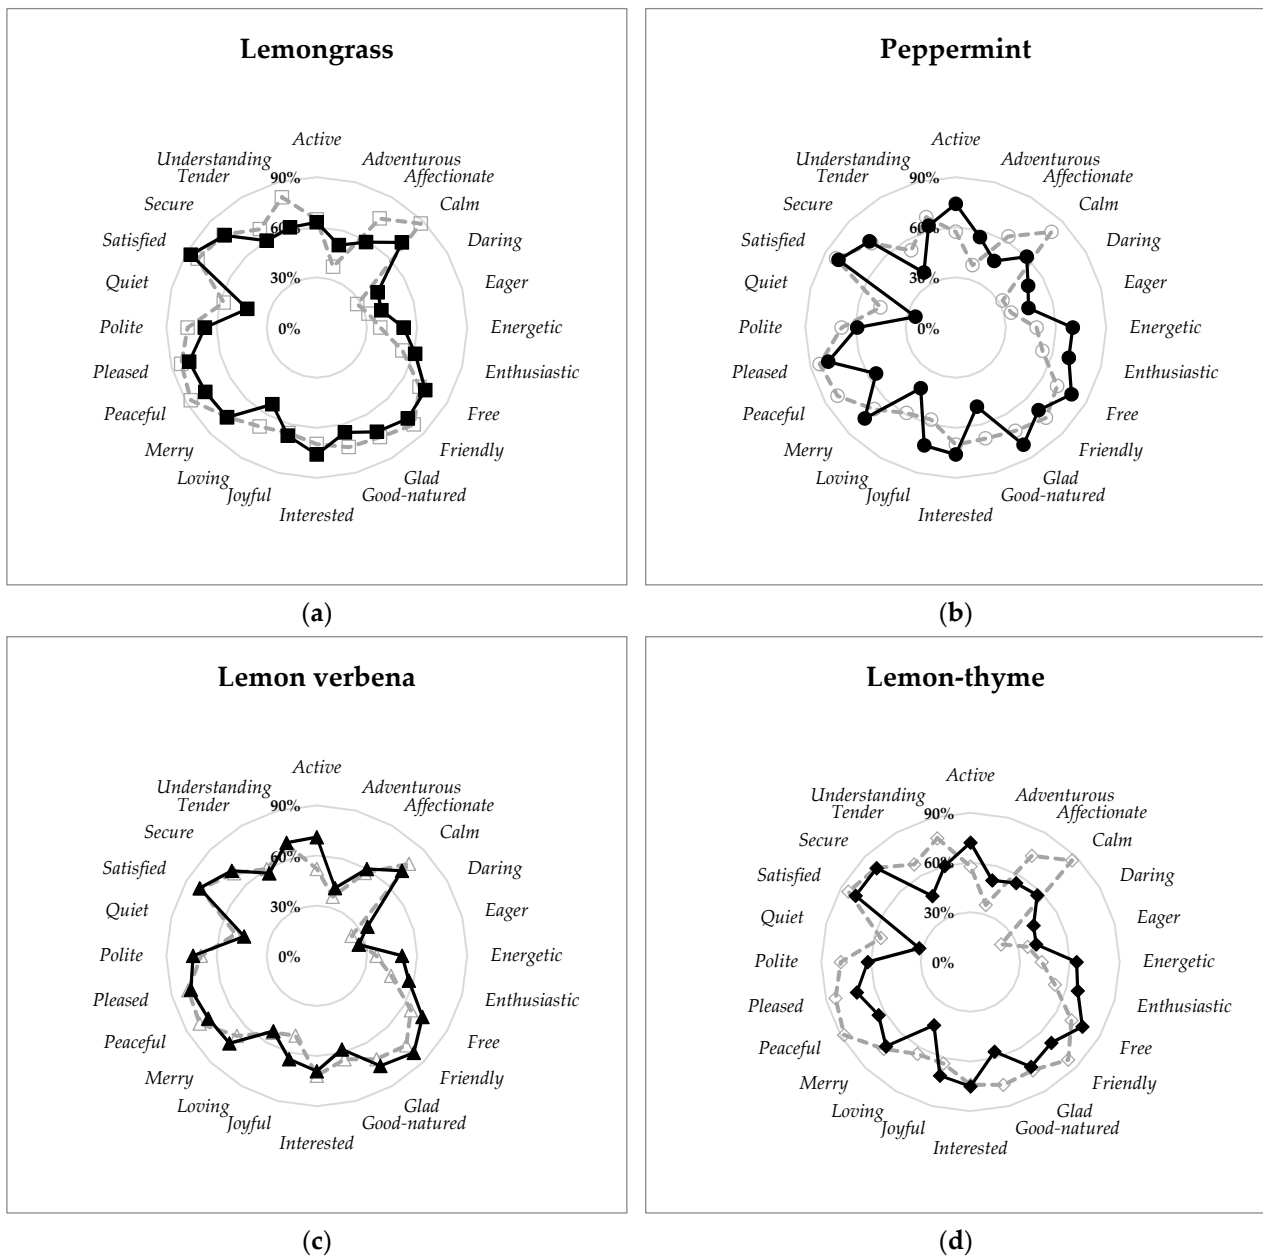 Lemongrass
Active
Understanding Adventurous
Tender 90% Affectionate
Secure Calm
Satisfied 60% Daring
Quiet 30% Eager
Polite 0% Energetic
Pleased Enthusiastic
Peaceful Free
Merry Friendly
Loving Glad
Joyful Good-natured
Interested
(a)
Peppermint
Active
Understanding Adventurous
Tender 90% Affectionate
Secure Calm
Satisfied 60% Daring
Quiet 30% Eager
Polite 0% Energetic
Pleased Enthusiastic
Peaceful Free
Merry Friendly
Loving Glad
Joyful Good-natured
Interested
(b)
Lemon verbena
Active
Understanding Adventurous
Tender 90% Affectionate
Secure Calm
Satisfied 60% Daring
Quiet 30% Eager
Polite 0% Energetic
Pleased Enthusiastic
Peaceful Free
Merry Friendly
Loving Glad
Joyful Good-natured
Interested
(c)
Lemon-thyme
Active
Understanding Adventurous
Tender 90% Affectionate
Secure Calm
Satisfied 60% Daring
Quiet 30% Eager
Polite 0% Energetic
Pleased Enthusiastic
Peaceful Free
Merry Friendly
Loving Glad
Joyful Good-natured
Interested
(d)